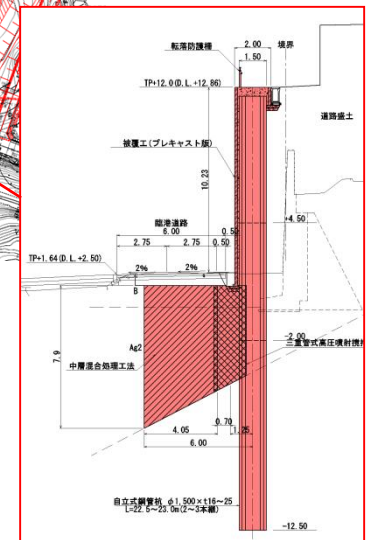 2.00
転落防護柵
境界
1.50
TP+12.0(D.L.+12.86)
道路盛土
被覆工(プレキャスト版)
10.23
臨港道路
+4.50
6.00
0.50
2.75
2.75
0.50
TP+1.64(D.L.+2.50)
2%
2%
B
Ag2
-2.00
三重管式高圧噴射撹拌
7.9
中層混合処理工法
0.70
4.05
1.25
6.00
自立式鋼管杭 φ1,500×t16～25
L=22.5～23.0m(2～3本継)
-12.50